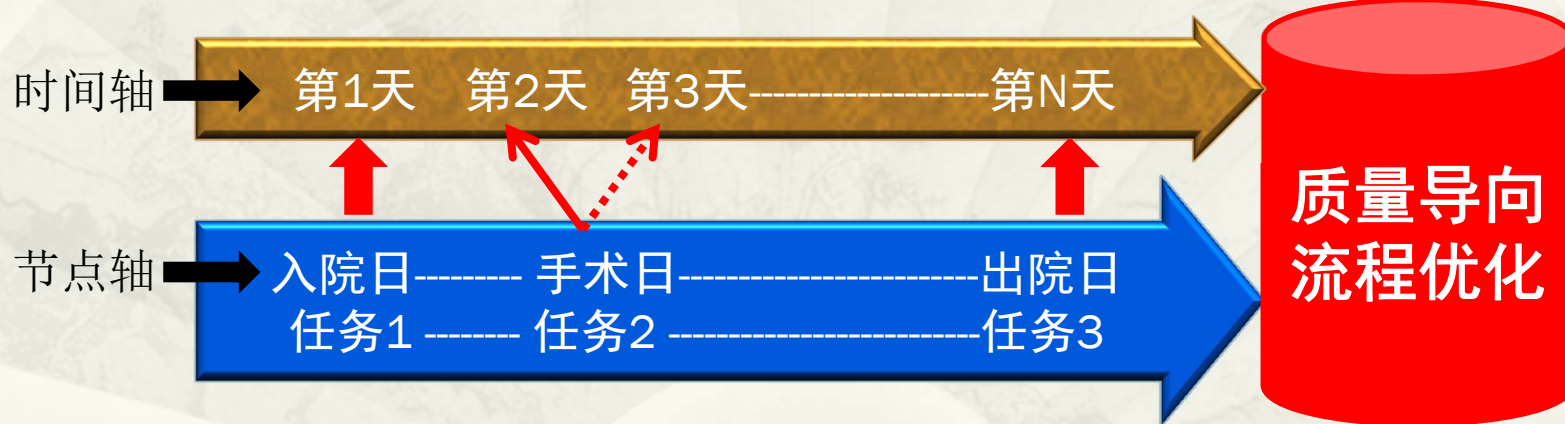 时间轴 第1天 第2天 第3天--------------------第N天
节点轴 入院日--------- 手术日-------------------------出院日
任务1 -------- 任务2 --------------------------任务3
质量导向
流程优化